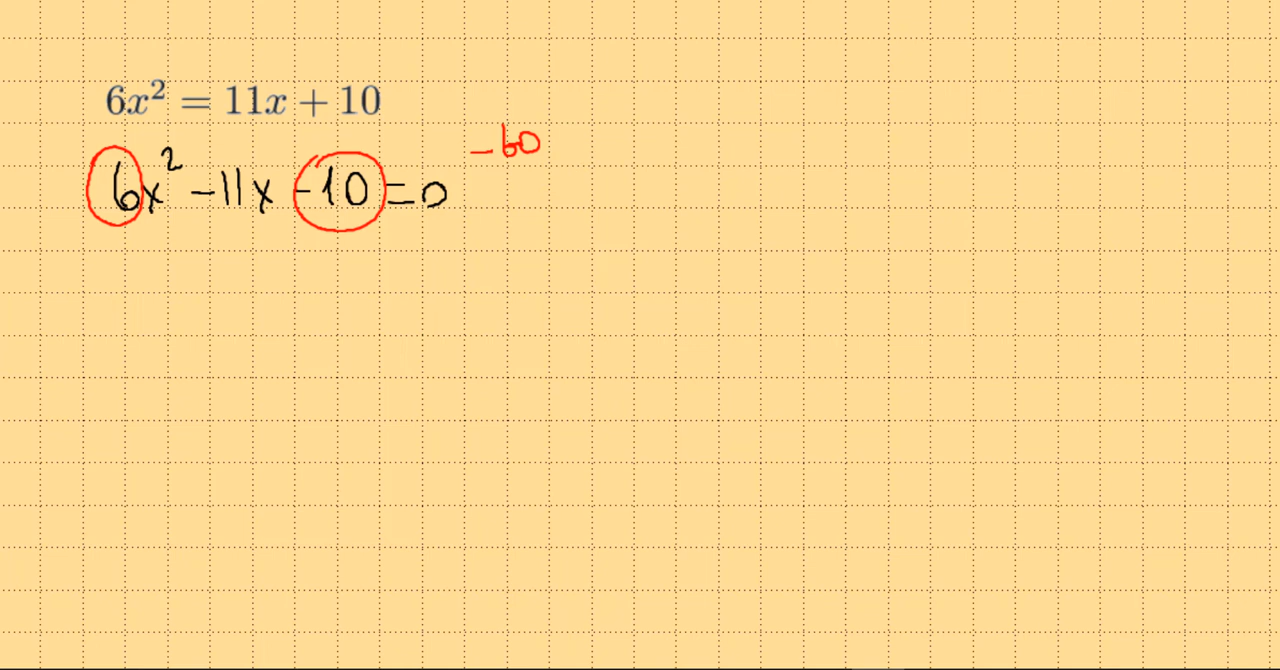 6x² = 11x + 10
-60
6x² -11x -10=0